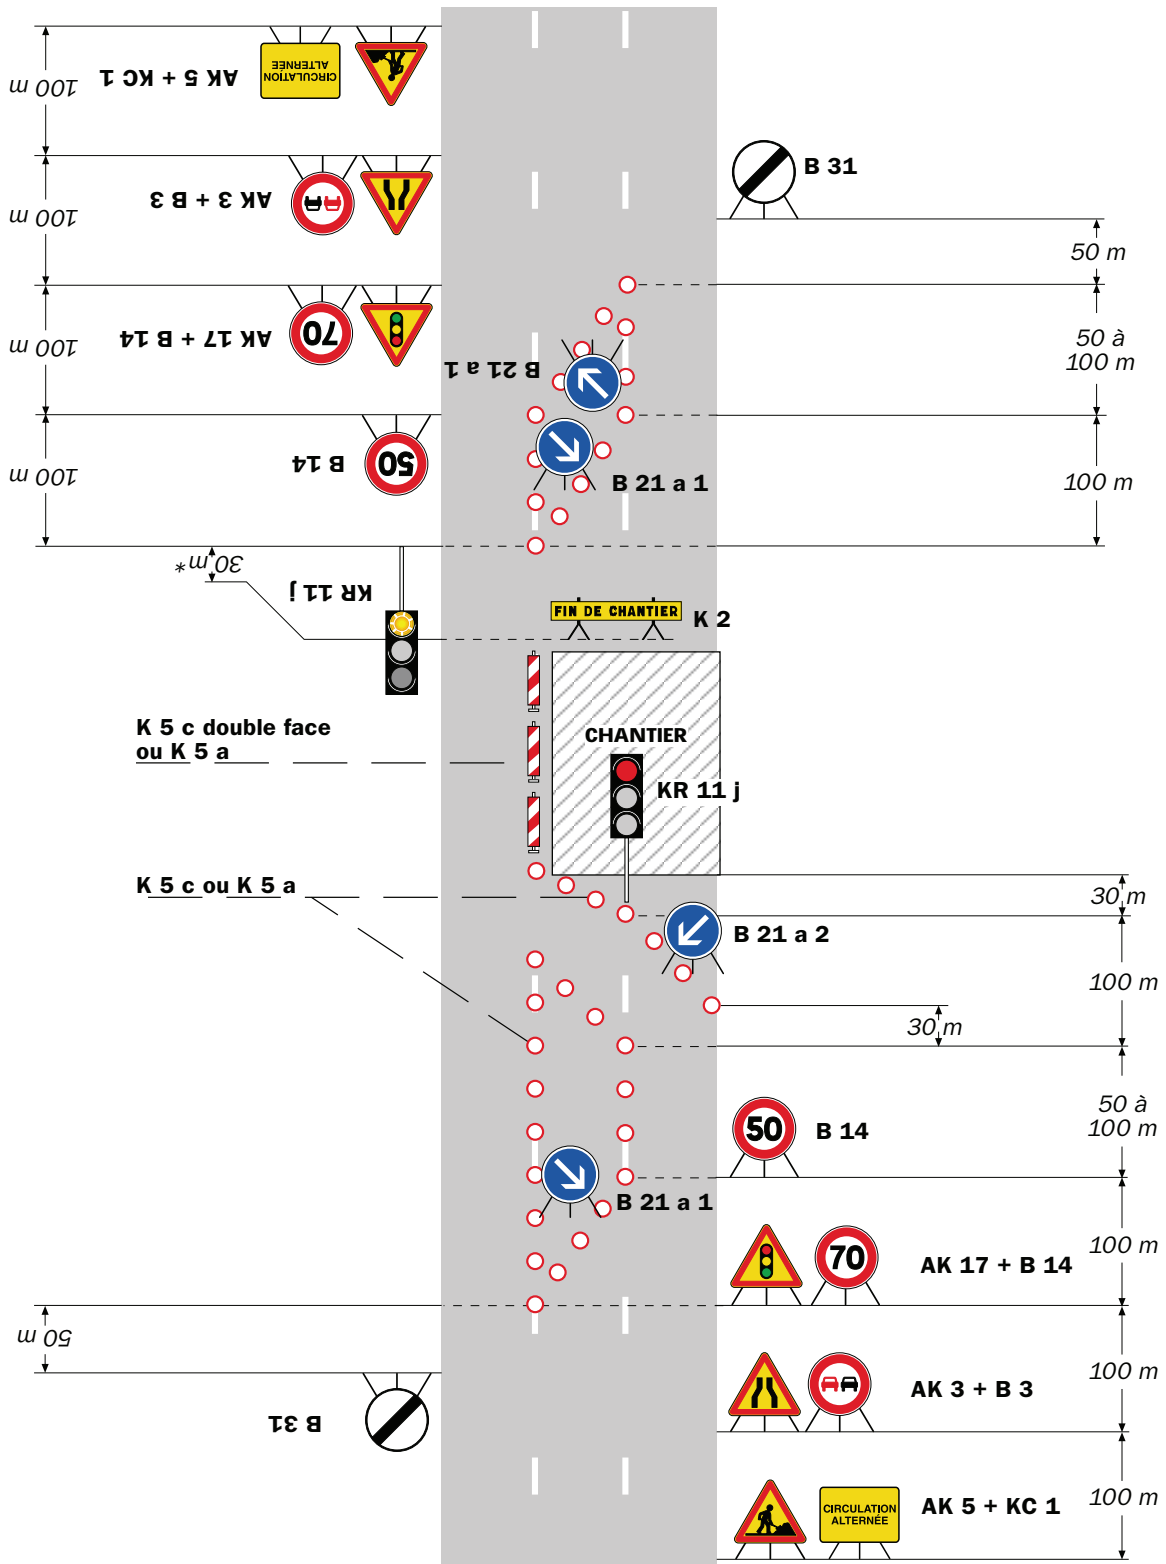 100 m
AK 5 + KC 1
CIRCULATION
ALTERNÉE
100 m
AK 3 + B 3
B 31
50 m
100 m
AK 17 + B 14
70
50 à
100 m
B 21 a 1
100 m
B 14
50
B 21 a 1
100 m
30 m*
KR 11 j
FIN DE CHANTIER
K 2
K 5 c double face
ou K 5 a
CHANTIER
KR 11 j
K 5 c ou K 5 a
30 m
B 21 a 2
100 m
30 m
50 à
100 m
50
B 14
B 21 a 1
100 m
70
AK 17 + B 14
50 m
100 m
AK 3 + B 3
B 31
100 m
CIRCULATION
ALTERNÉE
AK 5 + KC 1